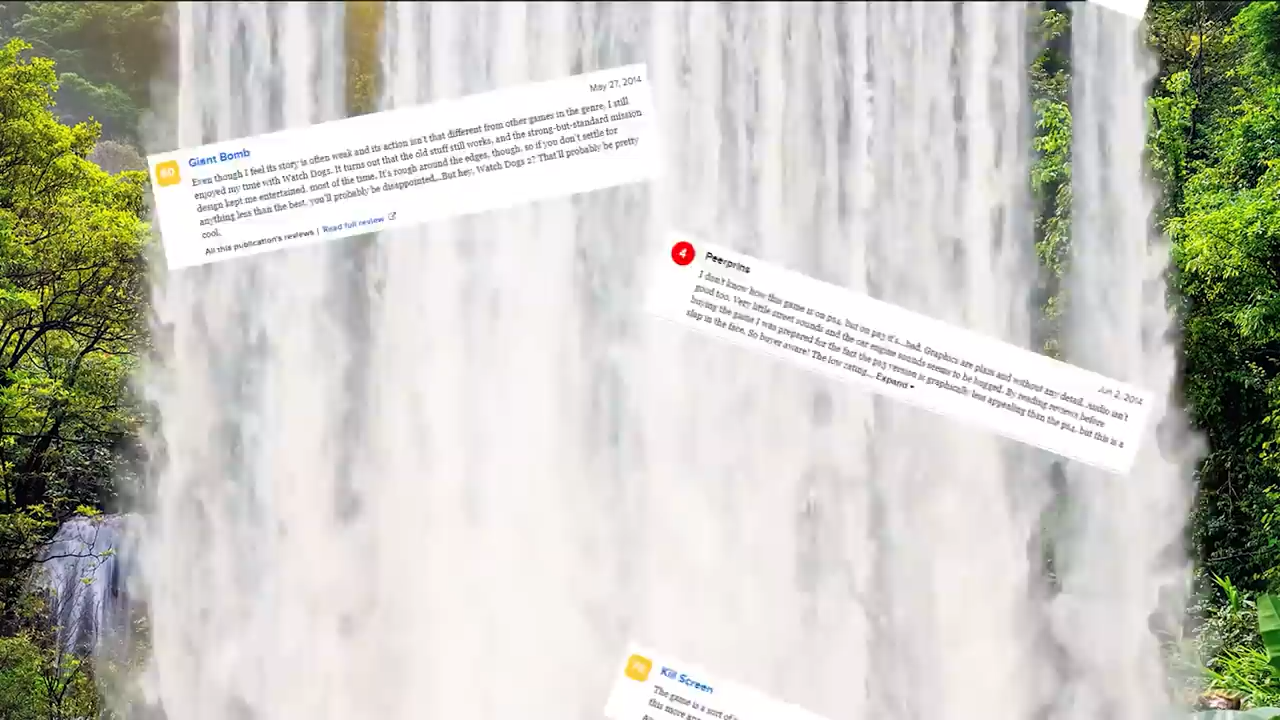 May 27, 2014
60
Giant Bomb
Even though I feel its story is often weak and its action isn't that different from other games in the genre, I still
enjoyed my time with Watch Dogs. It turns out that the old stuff still works, and the strong-but-standard mission
design kept me entertained, most of the time. It's rough around the edges, though, so if you don't settle for
anything less than the best, you'll probably be disappointed...But hey, Watch Dogs 2? That'll probably be pretty
cool.
All this publication's reviews | Read full review
4
Peerprins
Jun 2, 2014
I don't know how this game is on ps4, but on ps3 it's...bad. Graphics are plain and without any detail. Audio isn't
good too. Very little street sounds and the car engine sounds seems to be bugged. By reading reviews before
buying the game I was prepared for the fact the ps3 version is graphically less appealing than the ps4, but this is a
slap in the face. So buyer aware! The low rating... Expand
Kill Screen
The game is a sort of
this more